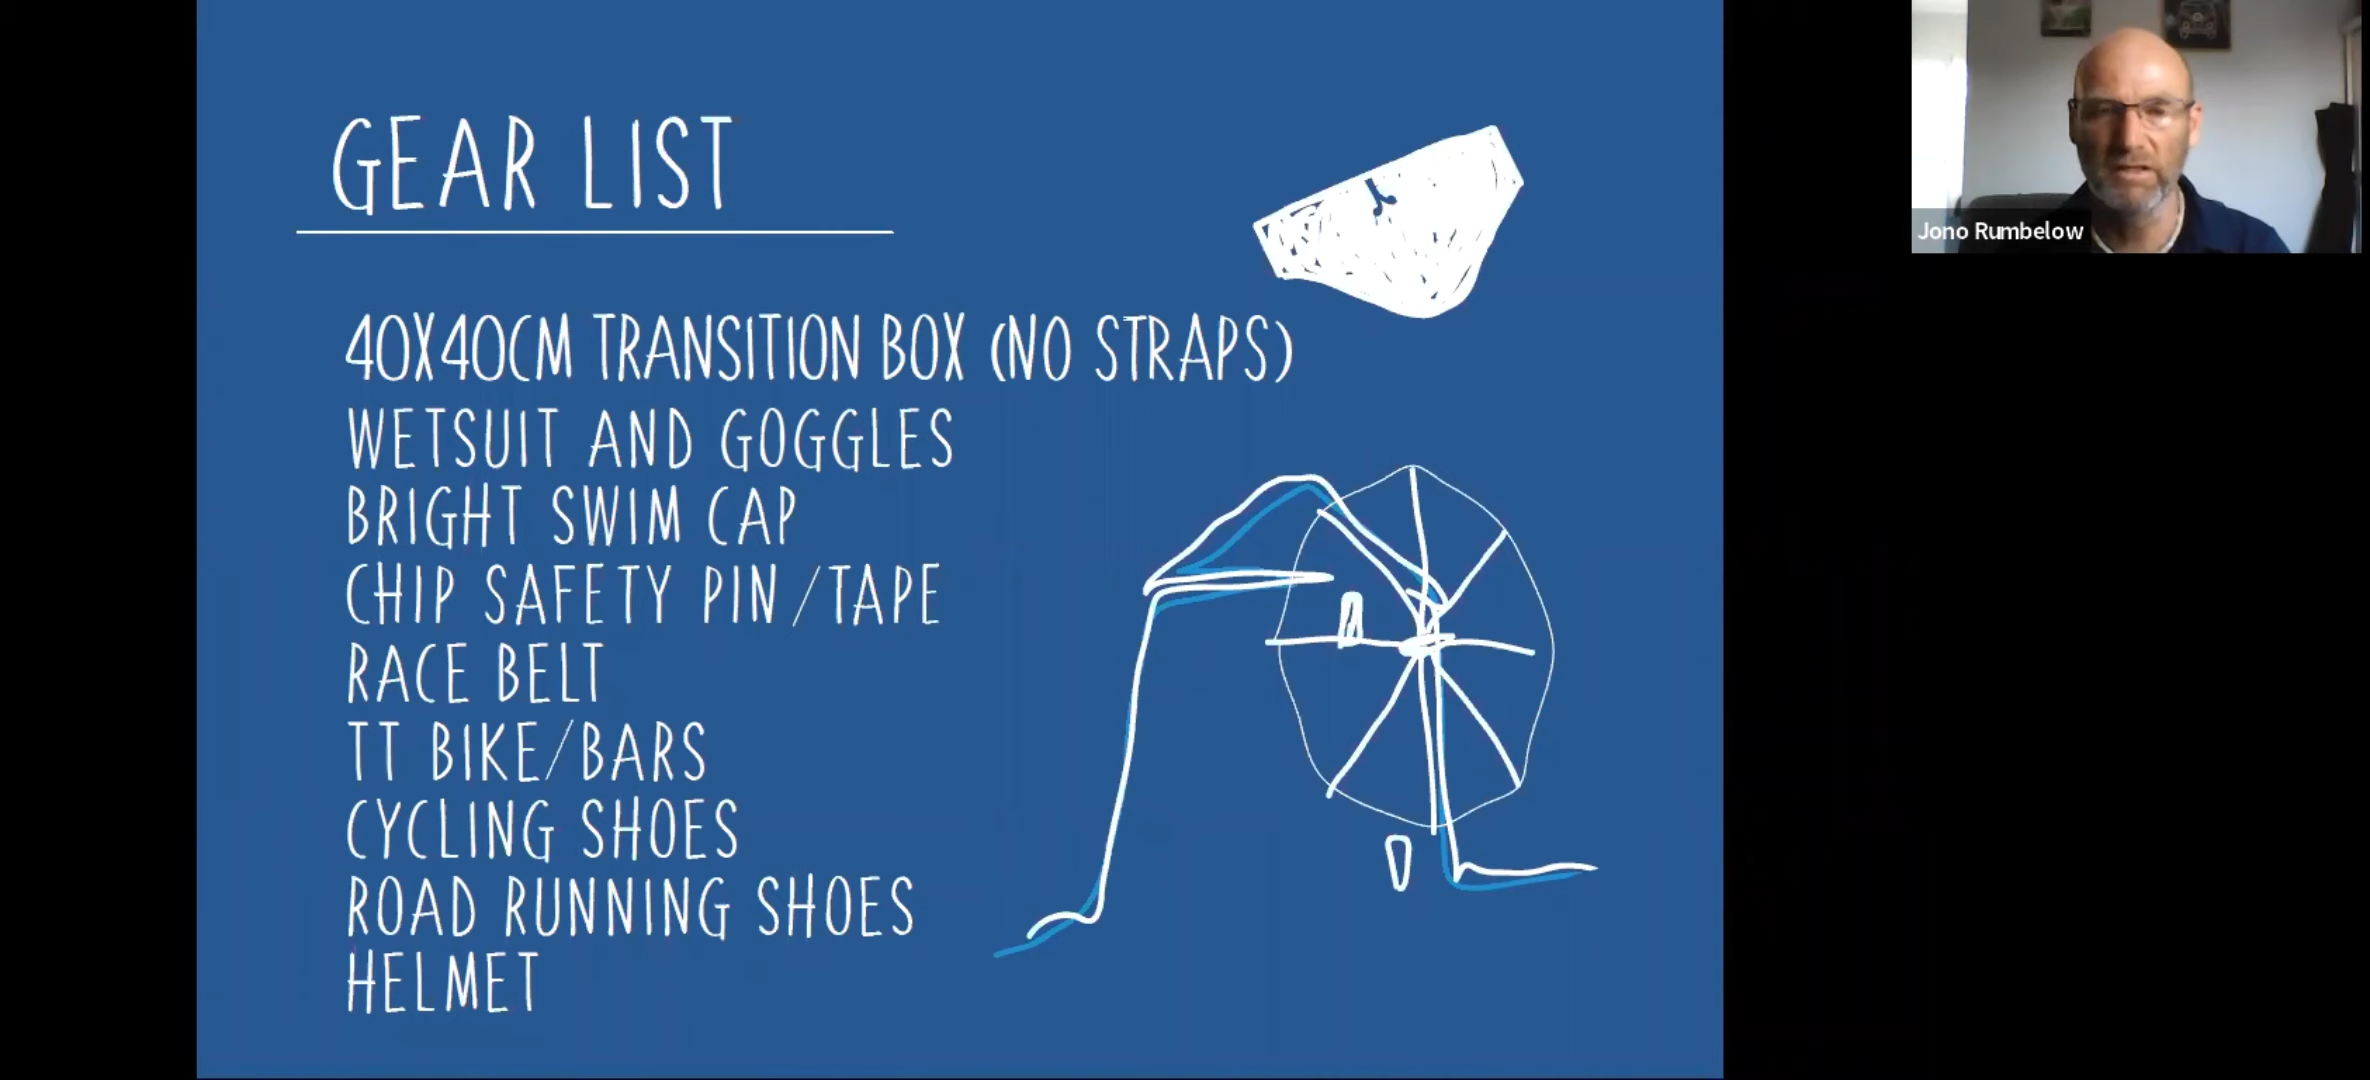 GEAR LIST
40X40CM TRANSITION BOX (NO STRAPS)
WETSUIT AND GOGGLES
BRIGHT SWIM CAP
CHIP SAFETY PIN/TAPE
RACE BELT
TT BIKE/BARS
CYCLING SHOES
ROAD RUNNING SHOES
HELMET
Jono Rumbelow